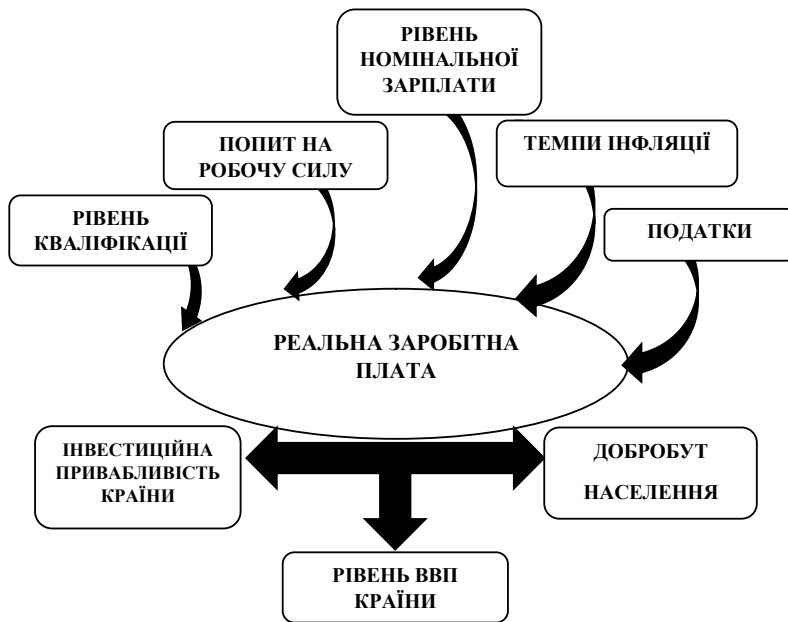 РІВЕНЬ
НОМІНАЛЬНОЇ
ЗАРПЛАТИ
ПОПИТ НА
РОБОЧУ СИЛУ
ТЕМПИ ІНФЛЯЦІЇ
РІВЕНЬ
КВАЛІФІКАЦІЇ
ПОДАТКИ
РЕАЛЬНА ЗАРОБІТНА
ПЛАТА
ІНВЕСТИЦІЙНА
ПРИВАБЛИВІСТЬ
КРАЇНИ
ДОБРОБУТ
НАСЕЛЕННЯ
РІВЕНЬ ВВП
КРАЇНИ